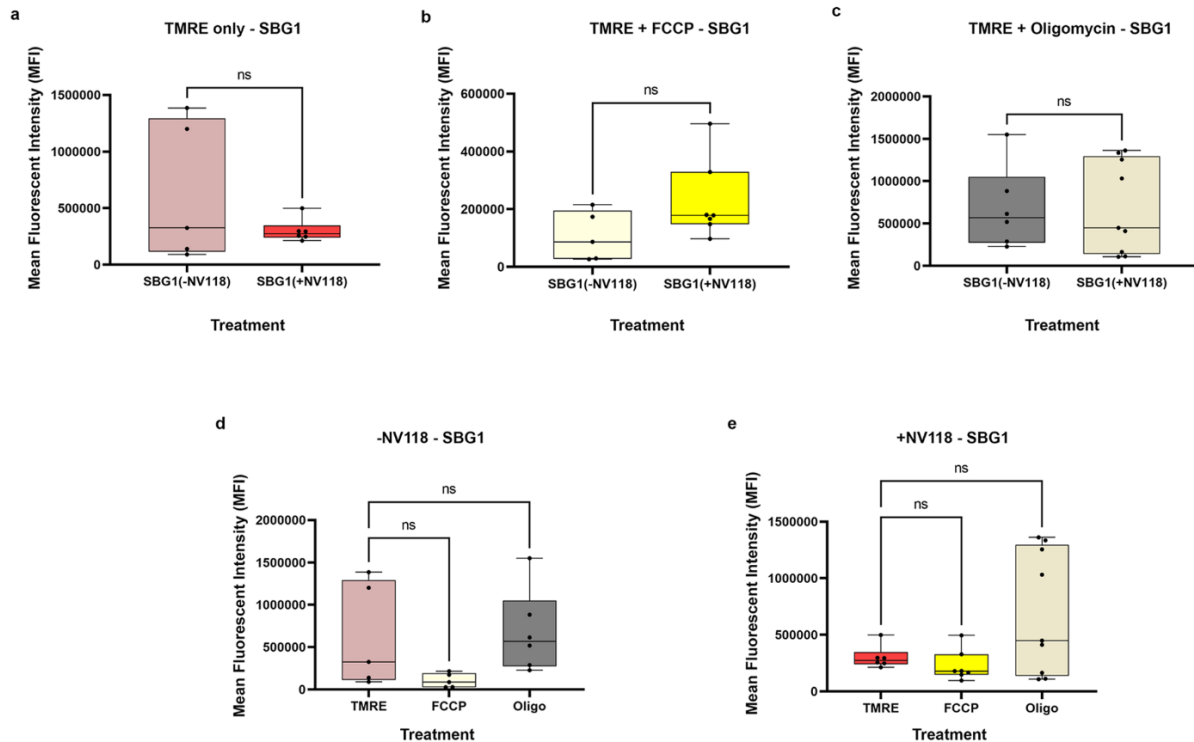 a
TMRE only - SBG1
Mean Fluorescent Intensity (MFI)
1500000
1000000
500000
0
ns
SBG1(-NV118)
SBG1(+NV118)
Treatment
b
TMRE + FCCP - SBG1
Mean Fluorescent Intensity (MFI)
600000
400000
200000
0
ns
SBG1(-NV118)
SBG1(+NV118)
Treatment
c
TMRE + Oligomycin - SBG1
Mean Fluorescent Intensity (MFI)
2000000
1500000
1000000
500000
0
ns
SBG1(-NV118)
SBG1(+NV118)
Treatment
d
-NV118 - SBG1
Mean Fluorescent Intensity (MFI)
2000000
1500000
1000000
500000
0
ns
ns
TMRE
FCCP
Oligo
Treatment
e
+NV118 - SBG1
Mean Fluorescent Intensity (MFI)
1500000
1000000
500000
0
ns
ns
TMRE
FCCP
Oligo
Treatment